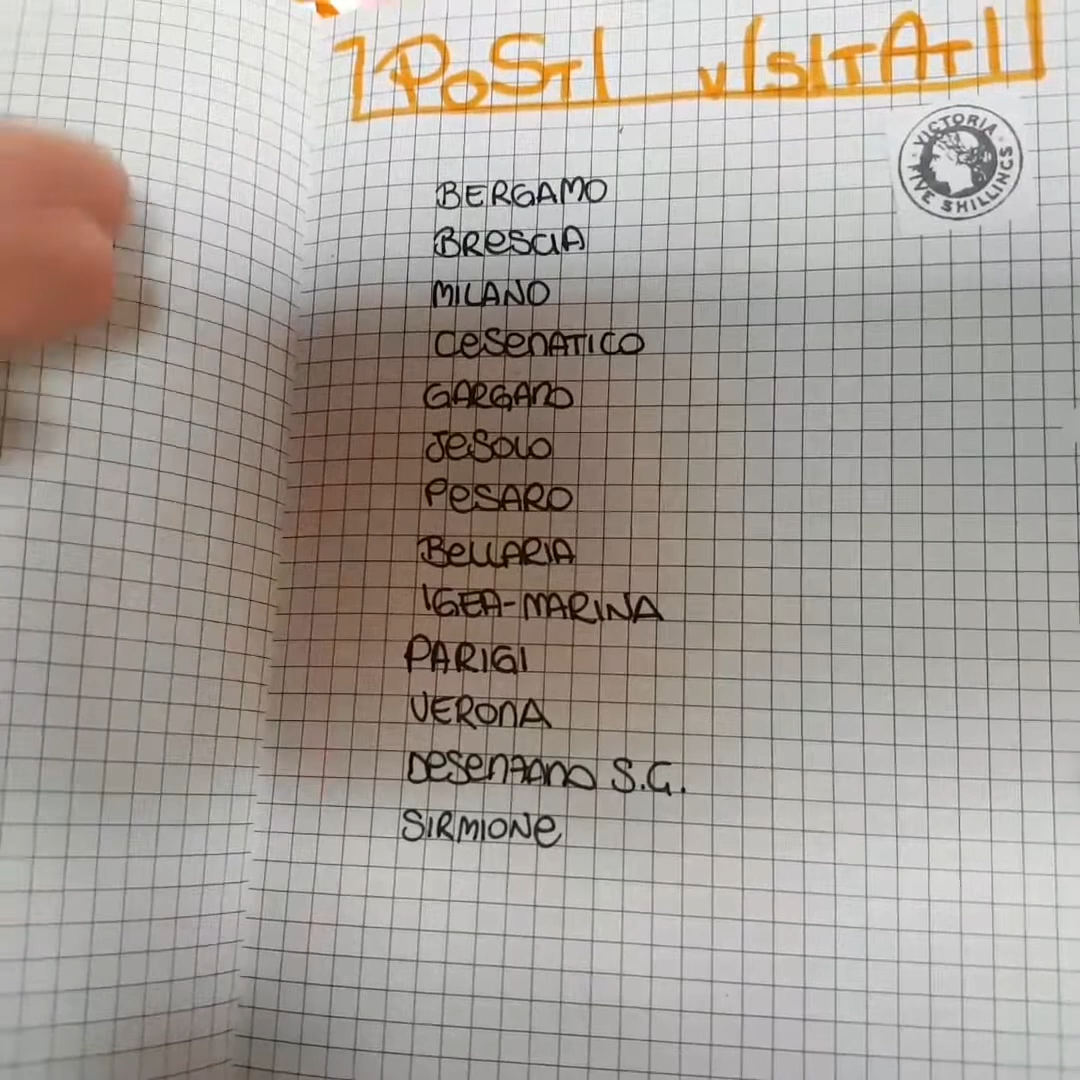 POSTI VISITATI
VICTORIA
FIVE SHILLINGS
BERGAMO
BRESCIA
MILANO
CESENATICO
GARGANO
JESOLO
PESARO
BELLARIA
IGEA-MARINA
PARIGI
VERONA
DESENZANO S.G.
SIRMIONE